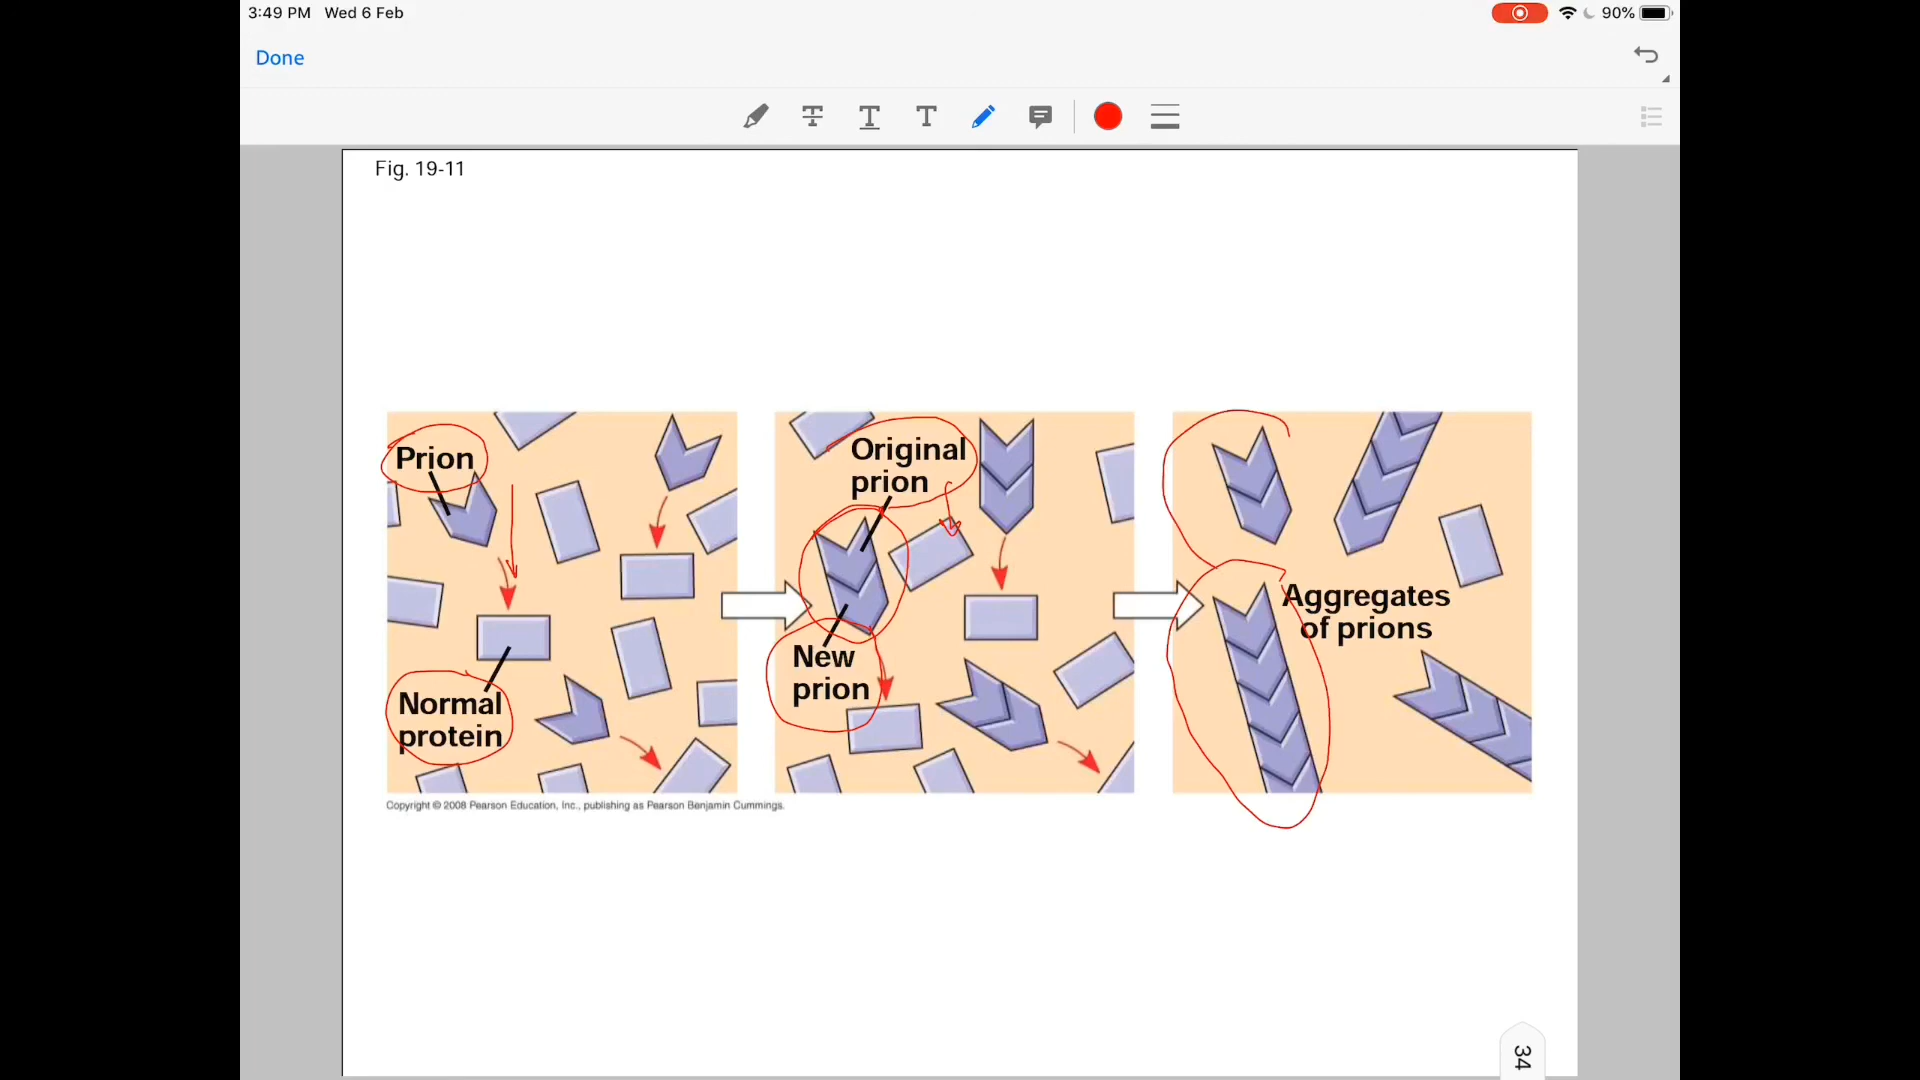 3:49 PM Wed 6 Feb
90%
Done
Fig. 19-11
Prion
Normal
protein
Original
prion
New
prion
Aggregates
of prions
Copyright © 2008 Pearson Education, Inc., publishing as Pearson Benjamin Cummings.
34